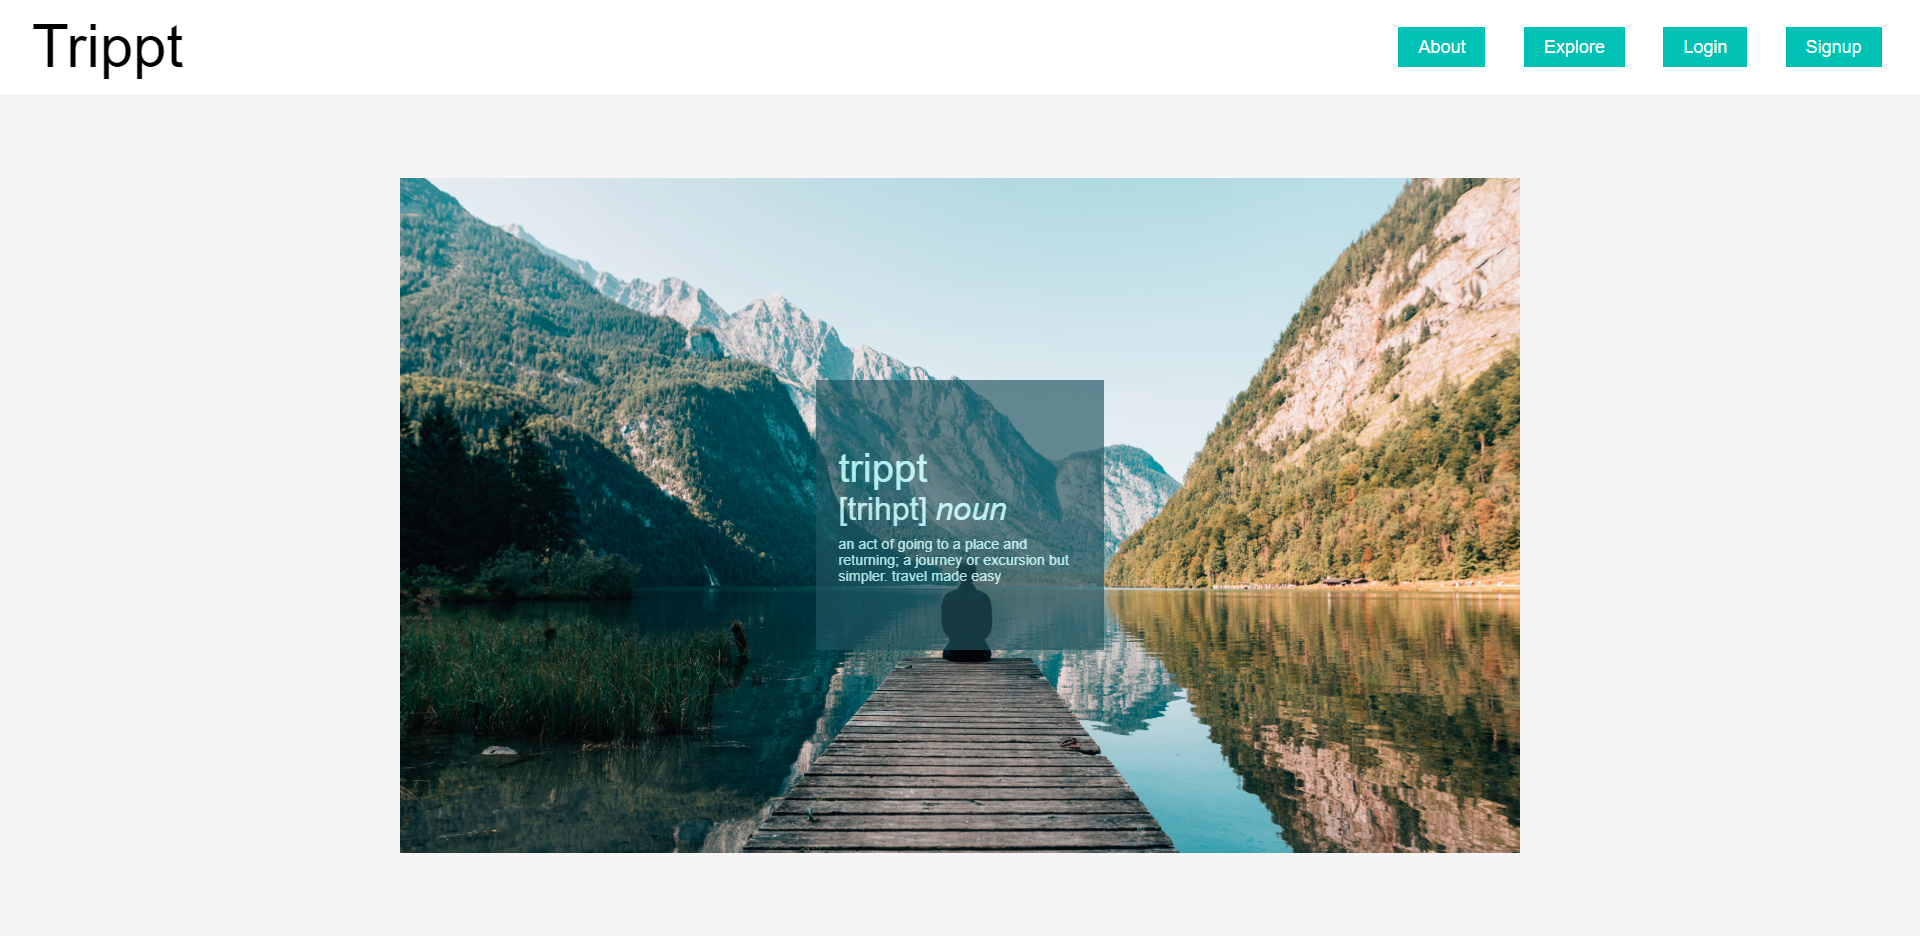 Trippt
About
Explore
Login
Signup
trippt
[trihpt] noun
an act of going to a place and
returning; a journey or excursion but
simpler. travel made easy